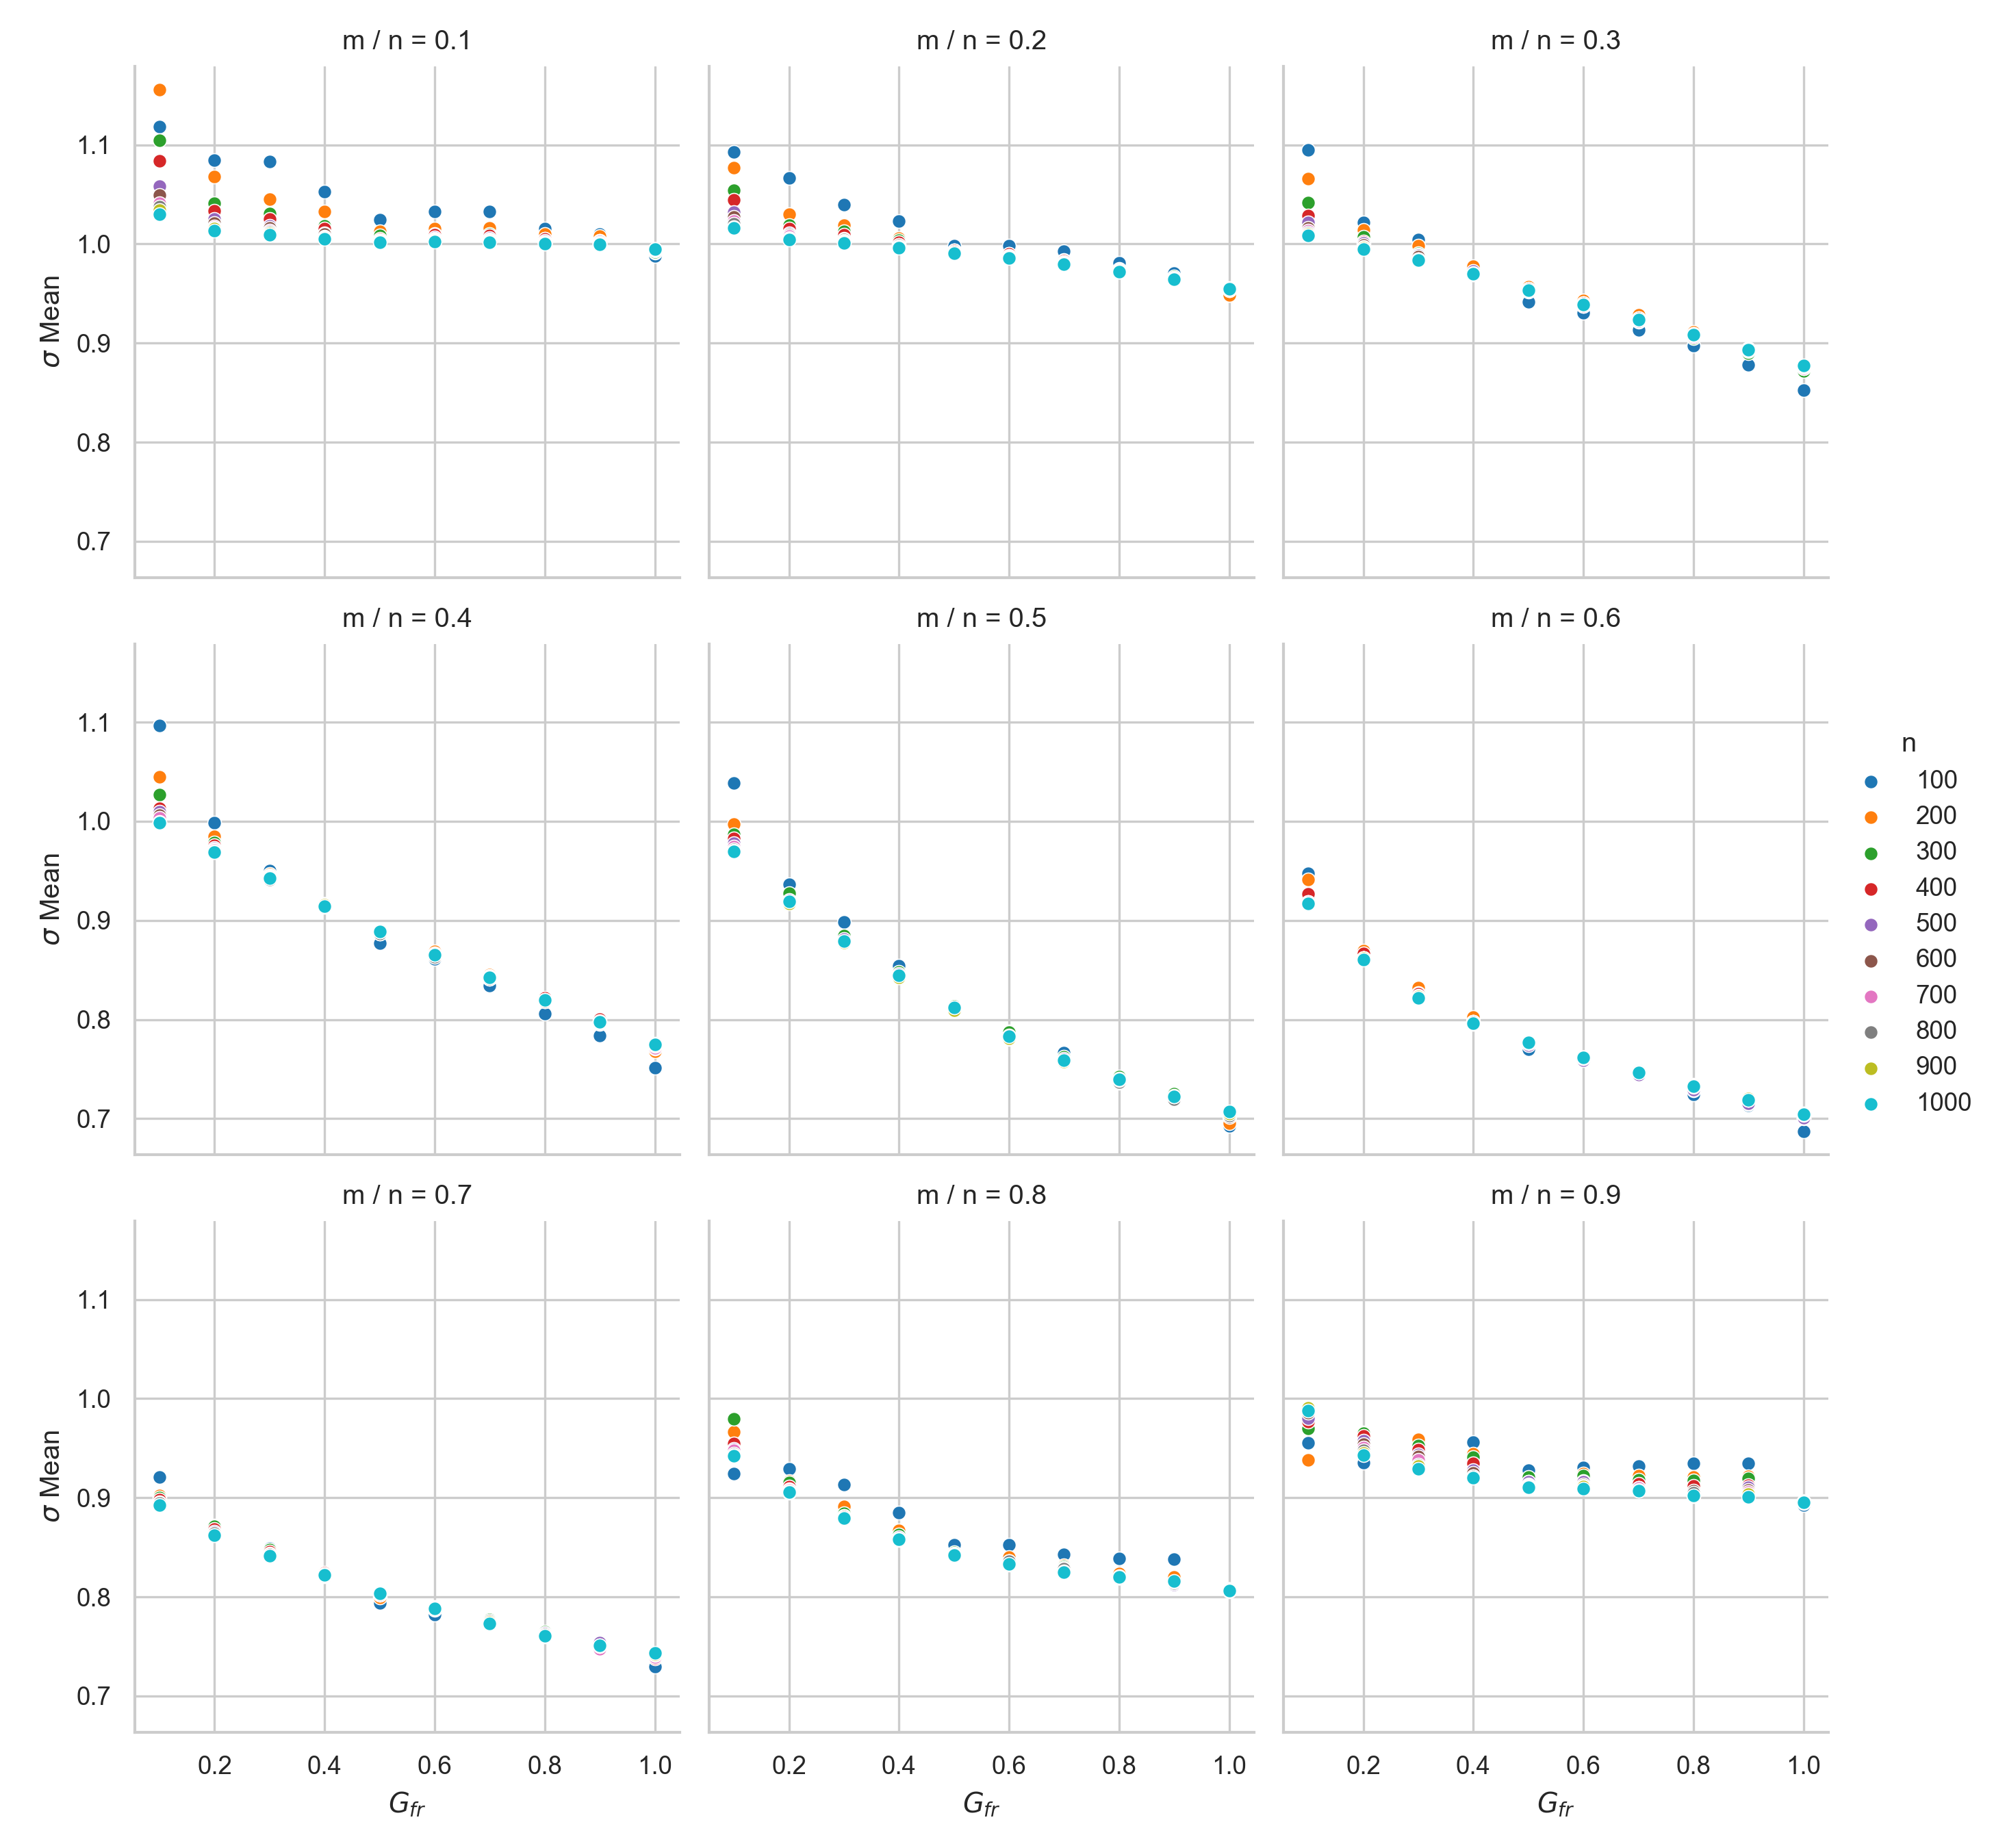 m / n = 0.1
m / n = 0.2
m / n = 0.3
1.1
1.0
0.9
0.8
0.7
σ Mean
m / n = 0.4
m / n = 0.5
m / n = 0.6
1.1
1.0
0.9
0.8
0.7
σ Mean
n
100
200
300
400
500
600
700
800
900
1000
m / n = 0.7
m / n = 0.8
m / n = 0.9
1.1
1.0
0.9
0.8
0.7
σ Mean
0.2 0.4 0.6 0.8 1.0
0.2 0.4 0.6 0.8 1.0
0.2 0.4 0.6 0.8 1.0
G_fr
G_fr
G_fr